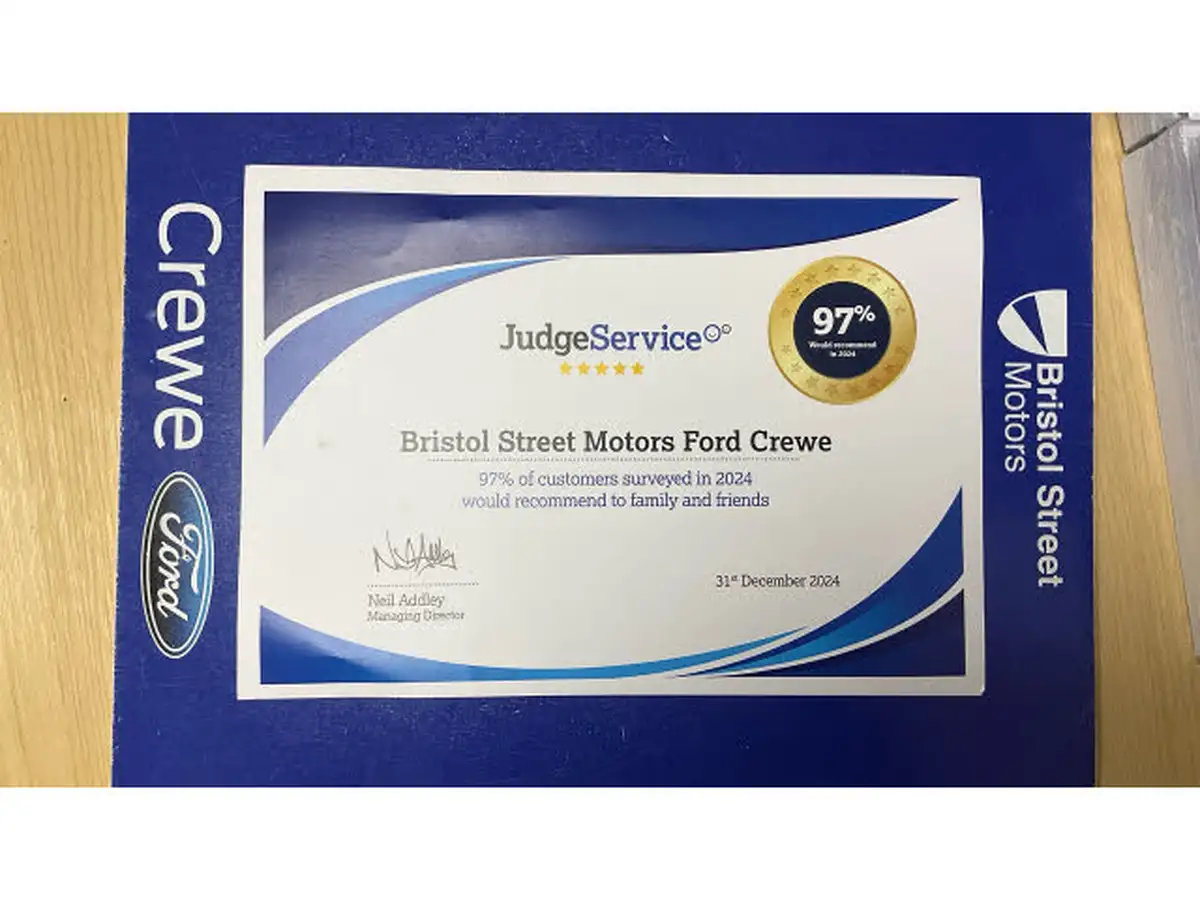 Crewe
Ford
JudgeService
97%
Would recommend
in 2024
Bristol Street Motors Ford Crewe
97% of customers surveyed in 2024
would recommend to family and friends
Neil Addley
Managing Director
31st December 2024
Bristol Street
Motors